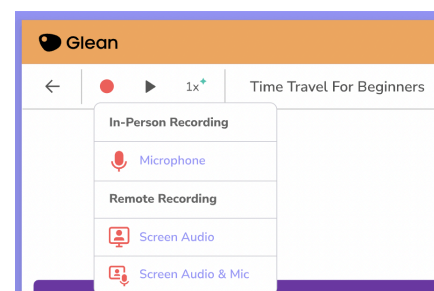 Glean
1x
Time Travel For Beginners
In-Person Recording
Microphone
Remote Recording
Screen Audio
Screen Audio & Mic